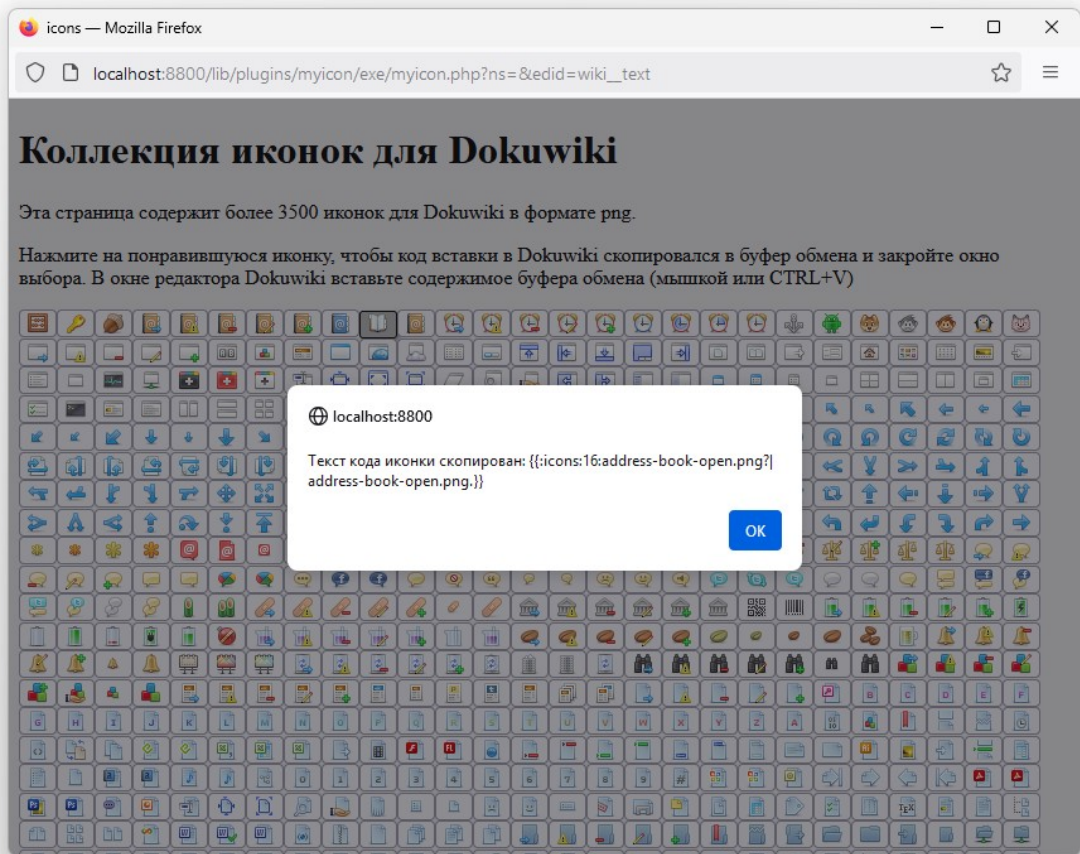 icons — Mozilla Firefox
localhost:8800/lib/plugins/myicon/exe/myicon.php?ns=&edid=wiki__text
Коллекция иконок для Dokuwiki
Эта страница содержит более 3500 иконок для Dokuwiki в формате png.
Нажмите на понравившуюся иконку, чтобы код вставки в Dokuwiki скопировался в буфер обмена и закройте окно
выбора. В окне редактора Dokuwiki вставьте содержимое буфера обмена (мышкой или CTRL+V)
localhost:8800
Текст кода иконки скопирован: {{:icons:16:address-book-open.png?|
address-book-open.png.}}
OK